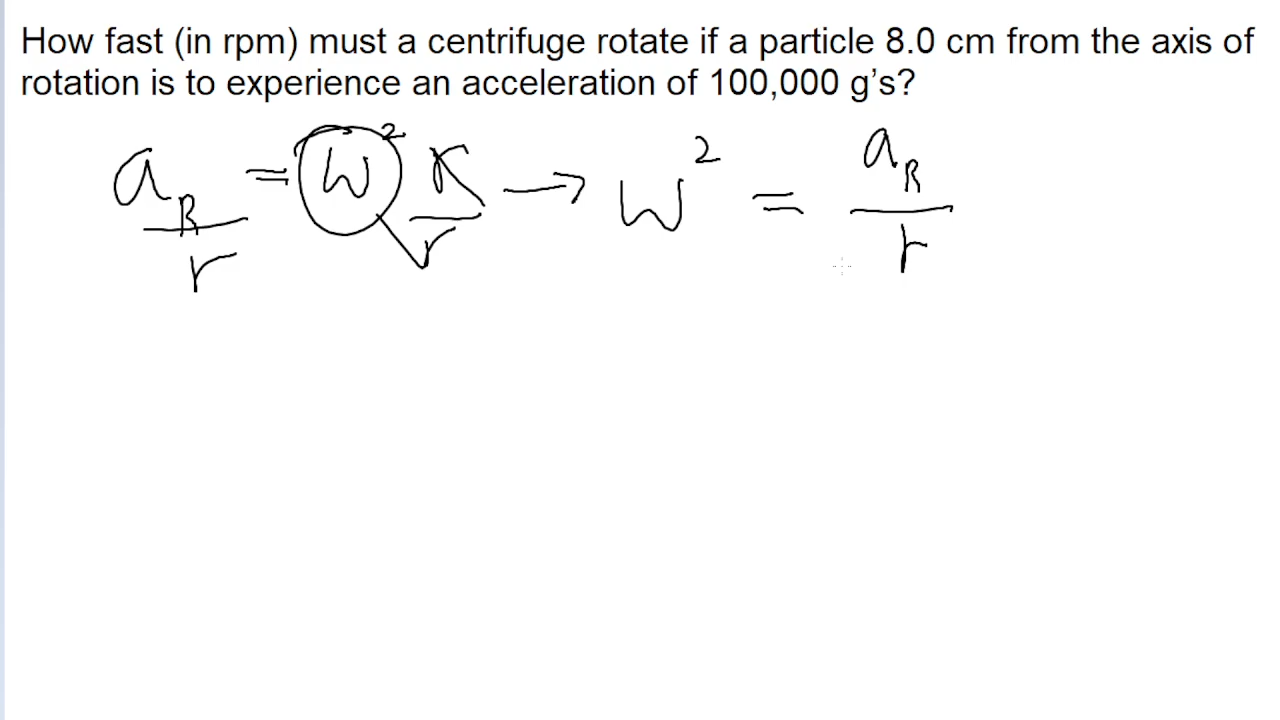 How fast (in rpm) must a centrifuge rotate if a particle 8.0 cm from the axis of
rotation is to experience an acceleration of 100,000 g’s?
a_R / r = ω² r / r → ω² = a_R / r